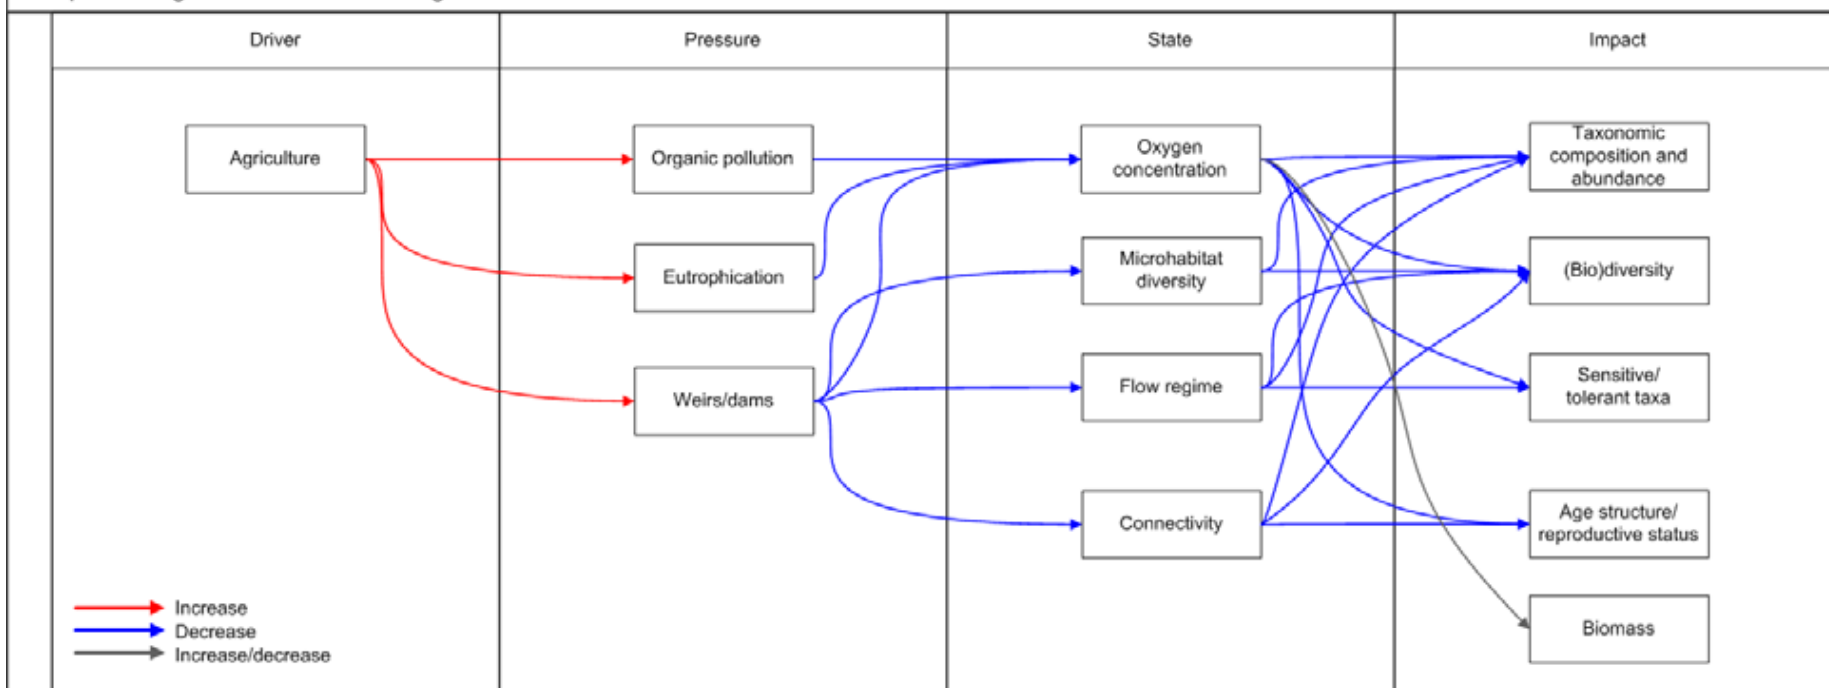 Driver
Pressure
State
Impact
Agriculture
Organic pollution
Eutrophication
Weirs/dams
Oxygen
concentration
Microhabitat
diversity
Flow regime
Connectivity
Taxonomic
composition and
abundance
(Bio)diversity
Sensitive/
tolerant taxa
Age structure/
reproductive status
Biomass
Increase
Decrease
Increase/decrease